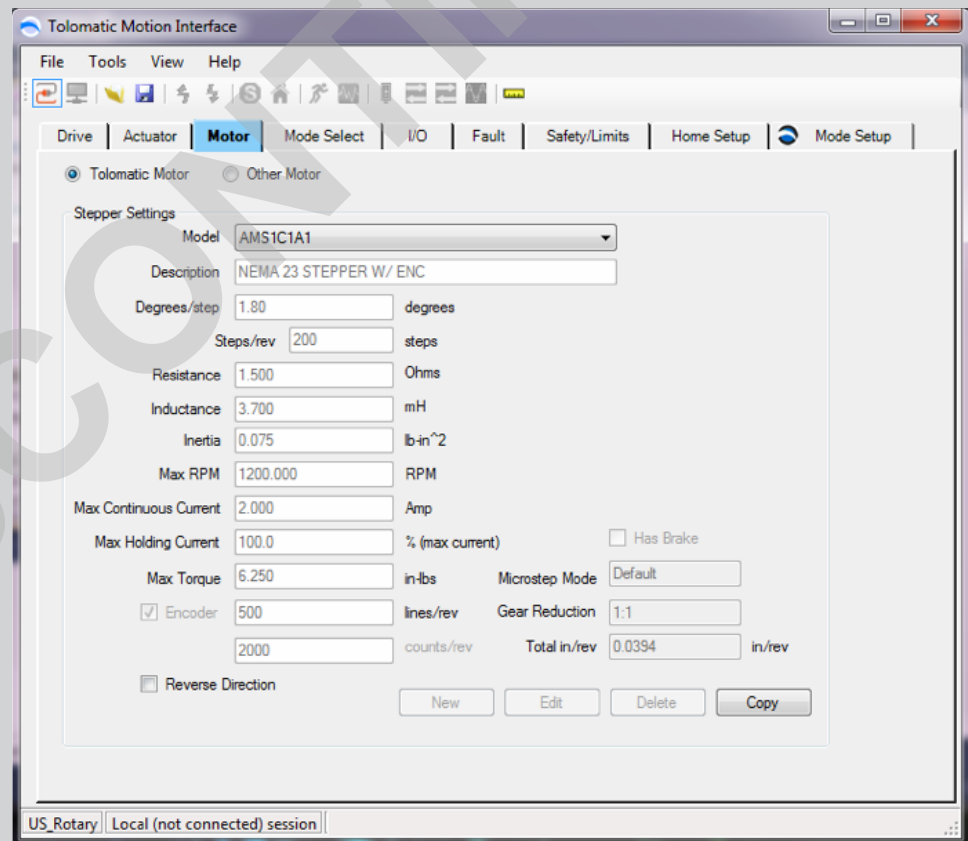 Tolomatic Motion Interface
File Tools View Help
Drive Actuator Motor Mode Select I/O Fault Safety/Limits Home Setup Mode Setup
Tolomatic Motor Other Motor
Stepper Settings
Model AMS1C1A1
Description NEMA 23 STEPPER W/ ENC
Degrees/step 1.80 degrees
Steps/rev 200 steps
Resistance 1.500 Ohms
Inductance 3.700 mH
Inertia 0.075 lb-in^2
Max RPM 1200.000 RPM
Max Continuous Current 2.000 Amp
Max Holding Current 100.0 % (max current) Has Brake
Max Torque 6.250 in-lbs Microstep Mode Default
Encoder 500 lines/rev Gear Reduction 1:1
2000 counts/rev Total in/rev 0.0394 in/rev
Reverse Direction
New Edit Delete Copy
US_Rotary Local (not connected) session
CONTI